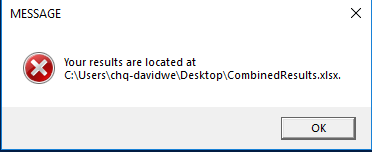 MESSAGE
Your results are located at
C:\Users\chq-davidwe\Desktop\CombinedResults.xlsx.
OK